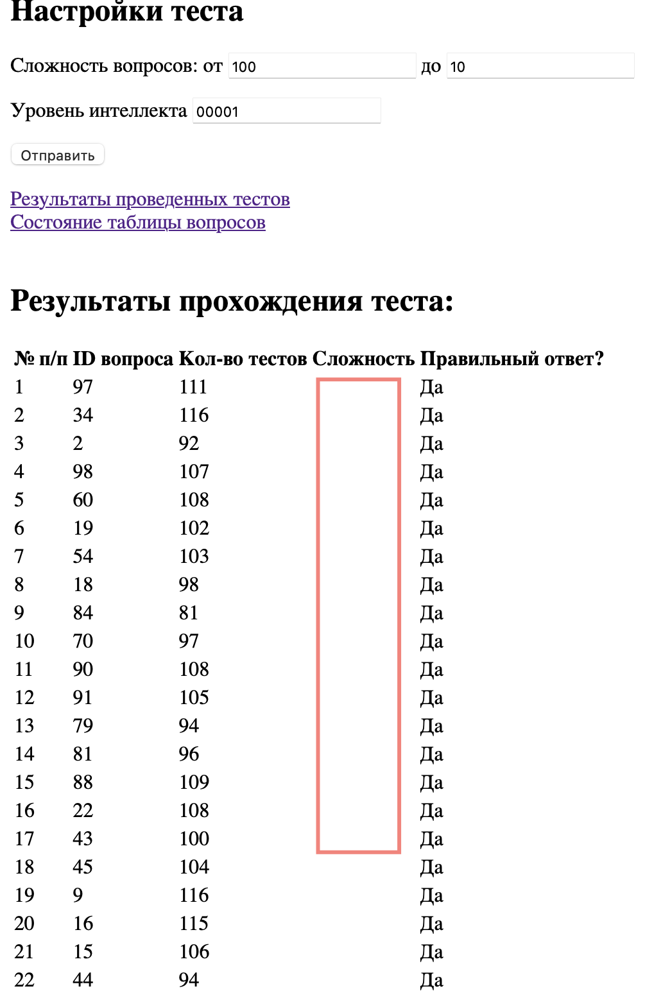 Настройки теста
Сложность вопросов: от 100 до 10
Уровень интеллекта 00001
Отправить
Результаты проведенных тестов
Состояние таблицы вопросов
Результаты прохождения теста:
№ п/п ID вопроса Кол-во тестов Сложность Правильный ответ?
1 97 111 Да
2 34 116 Да
3 2 92 Да
4 98 107 Да
5 60 108 Да
6 19 102 Да
7 54 103 Да
8 18 98 Да
9 84 81 Да
10 70 97 Да
11 90 108 Да
12 91 105 Да
13 79 94 Да
14 81 96 Да
15 88 109 Да
16 22 108 Да
17 43 100 Да
18 45 104 Да
19 9 116 Да
20 16 115 Да
21 15 106 Да
22 44 94 Да